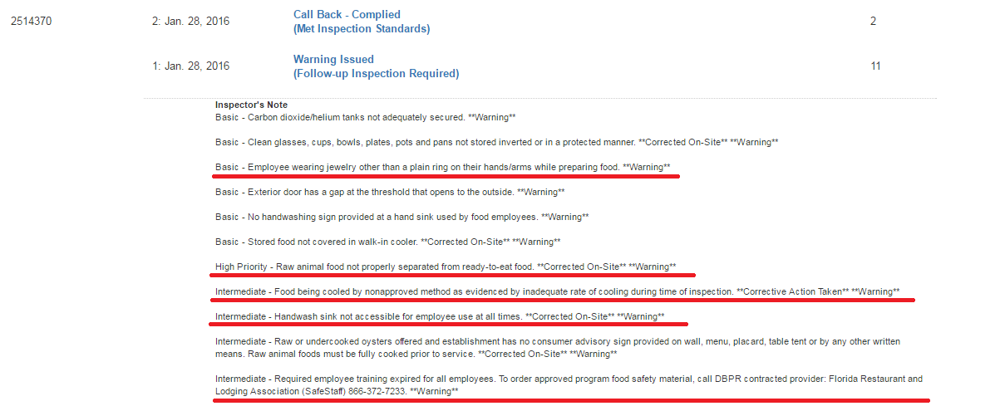 2514370
2: Jan. 28, 2016
Call Back - Complied
(Met Inspection Standards)
2
1: Jan. 28, 2016
Warning Issued
(Follow-up Inspection Required)
11
Inspector's Note
Basic - Carbon dioxide/helium tanks not adequately secured. **Warning**
Basic - Clean glasses, cups, bowls, plates, pots and pans not stored inverted or in a protected manner. **Corrected On-Site** **Warning**
Basic - Employee wearing jewelry other than a plain ring on their hands/arms while preparing food. **Warning**
Basic - Exterior door has a gap at the threshold that opens to the outside. **Warning**
Basic - No handwashing sign provided at a hand sink used by food employees. **Warning**
Basic - Stored food not covered in walk-in cooler. **Corrected On-Site** **Warning**
High Priority - Raw animal food not properly separated from ready-to-eat food. **Corrected On-Site** **Warning**
Intermediate - Food being cooled by nonapproved method as evidenced by inadequate rate of cooling during time of inspection. **Corrective Action Taken** **Warning**
Intermediate - Handwash sink not accessible for employee use at all times. **Corrected On-Site** **Warning**
Intermediate - Raw or undercooked oysters offered and establishment has no consumer advisory sign provided on wall, menu, placard, table tent or by any other written
means. Raw animal foods must be fully cooked prior to service. **Corrected On-Site** **Warning**
Intermediate - Required employee training expired for all employees. To order approved program food safety material, call DBPR contracted provider: Florida Restaurant and
Lodging Association (SafeStaff) 866-372-7233. **Warning**